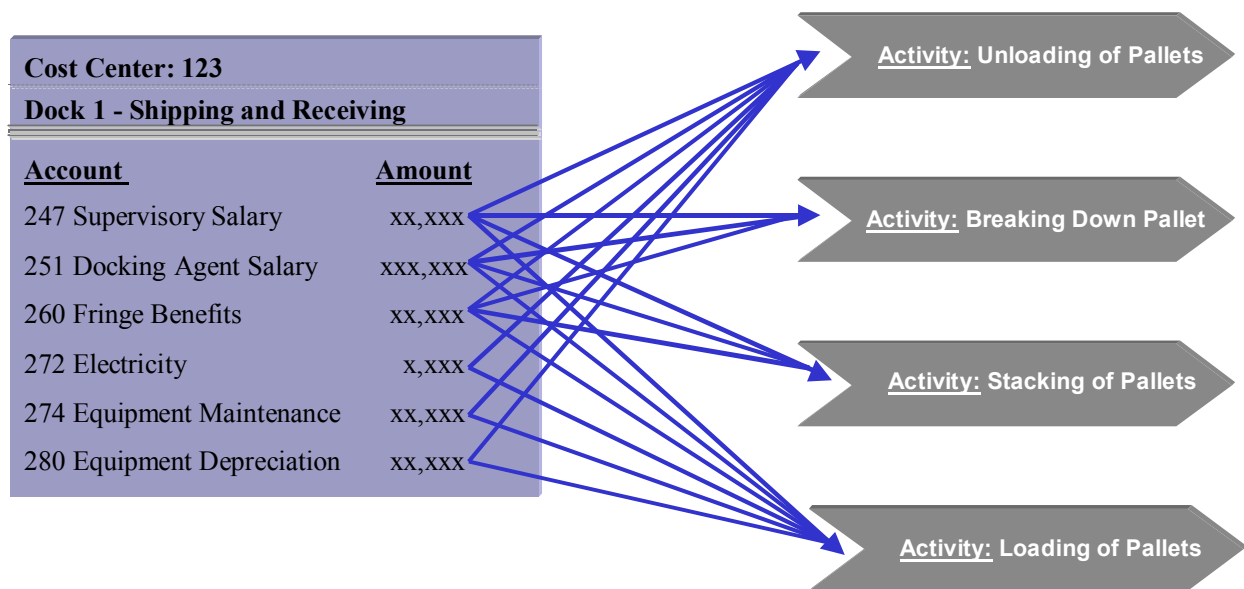 Cost Center: 123
Dock 1 - Shipping and Receiving
Account Amount
247 Supervisory Salary xx,xxx
251 Docking Agent Salary xxx,xxx
260 Fringe Benefits xx,xxx
272 Electricity x,xxx
274 Equipment Maintenance xx,xxx
280 Equipment Depreciation xx,xxx
Activity: Unloading of Pallets
Activity: Breaking Down Pallet
Activity: Stacking of Pallets
Activity: Loading of Pallets